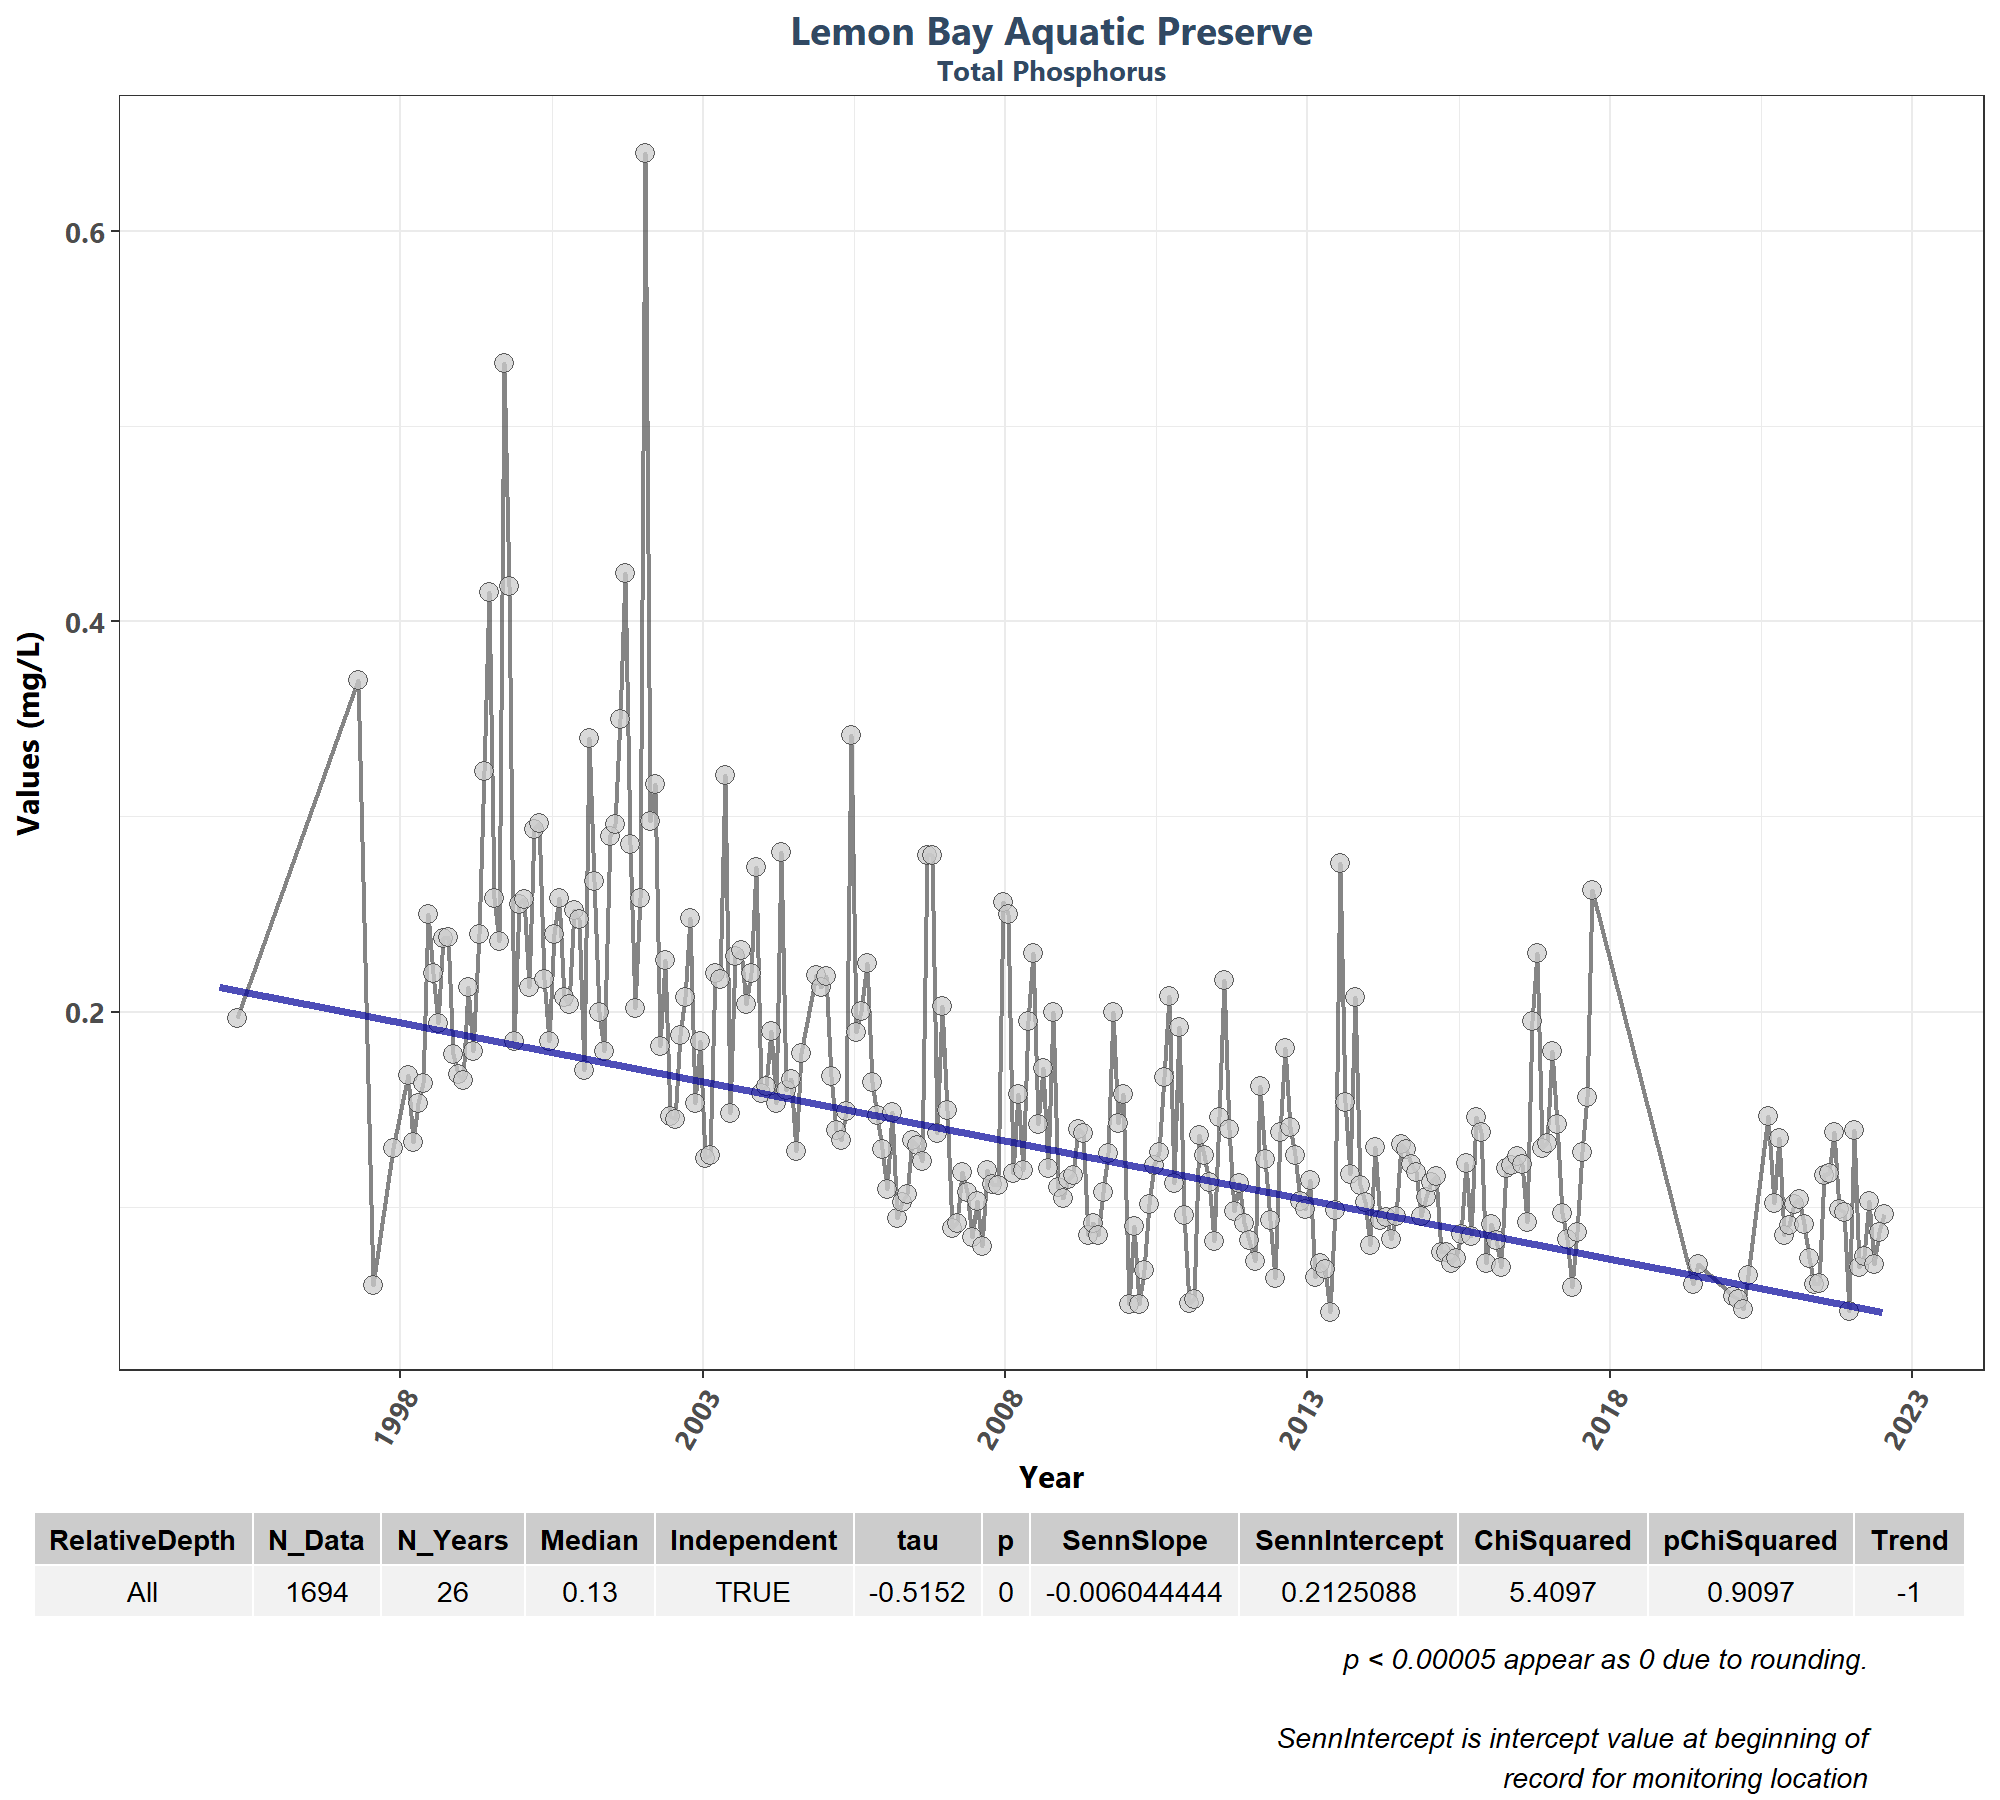 Lemon Bay Aquatic Preserve
Total Phosphorus
0.6
0.4
0.2
Values (mg/L)
1998 2003 2008 2013 2018 2023
Year
RelativeDepth N_Data N_Years Median Independent tau p SennSlope SennIntercept ChiSquared pChiSquared Trend
All 1694 26 0.13 TRUE -0.5152 0 -0.006044444 0.2125088 5.4097 0.9097 -1
p < 0.00005 appear as 0 due to rounding.
SennIntercept is intercept value at beginning of
record for monitoring location